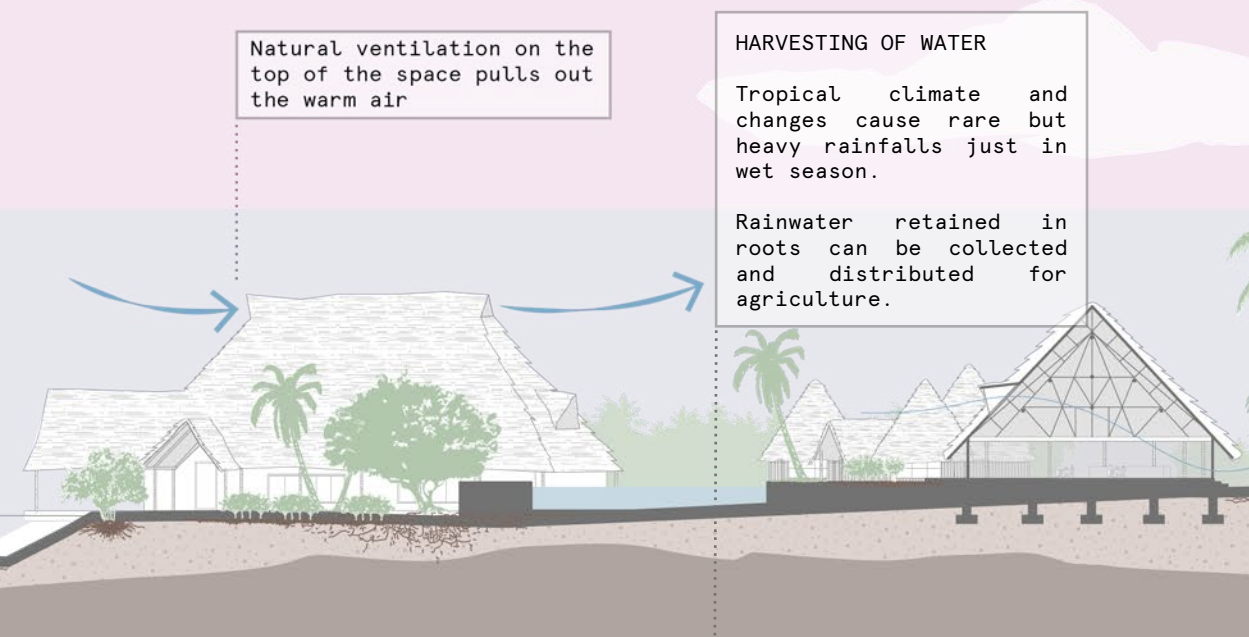 Natural ventilation on the
top of the space pulls out
the warm air
HARVESTING OF WATER
Tropical climate and
changes cause rare but
heavy rainfalls just in
wet season.
Rainwater retained in
roots can be collected
and distributed for
agriculture.